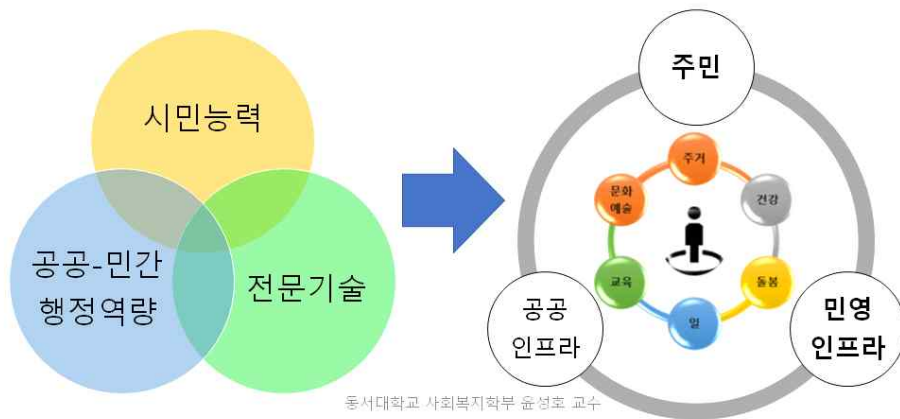 시민능력
공공-민간
행정역량
전문기술
주민
주거
건강
돌봄
일
교육
문화
예술
공공
인프라
민영
인프라
동서대학교 사회복지학부 윤성호 교수